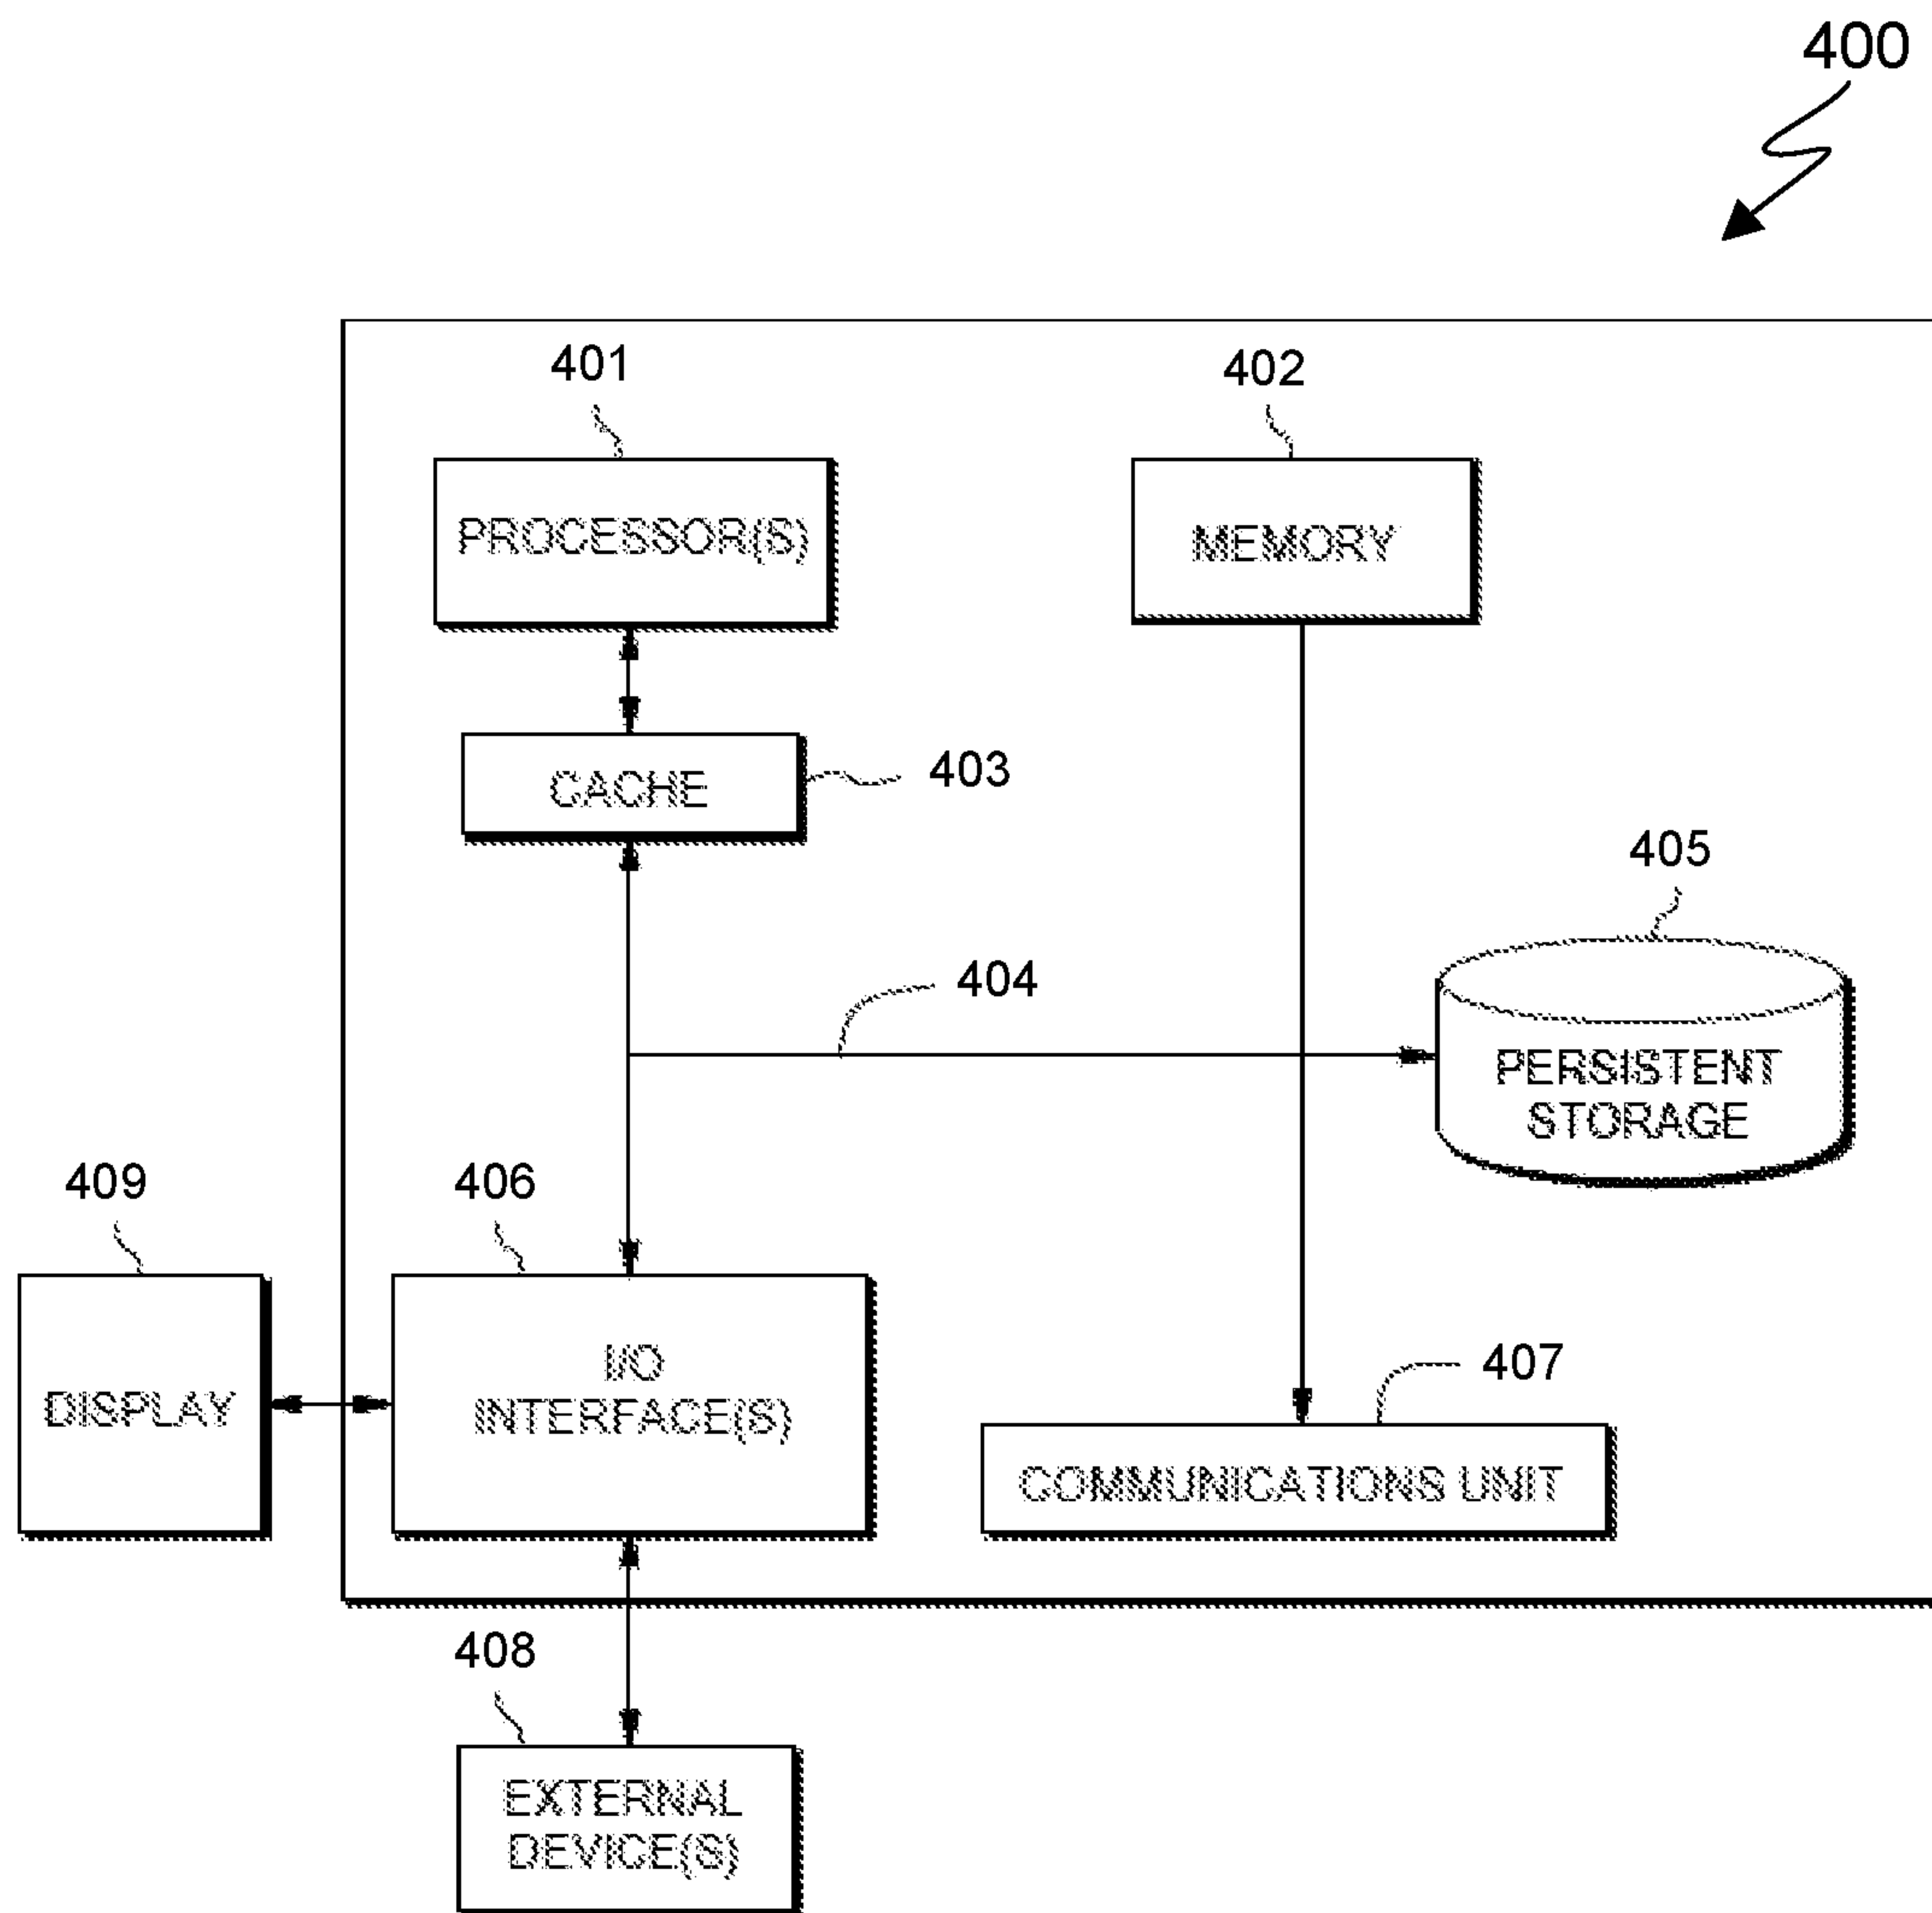 400
401
402
PROCESSOR(S)
MEMORY
CACHE
403
405
404
PERSISTENT
STORAGE
409
406
DISPLAY
I/O
INTERFACE(S)
407
COMMUNICATIONS UNIT
408
EXTERNAL
DEVICE(S)